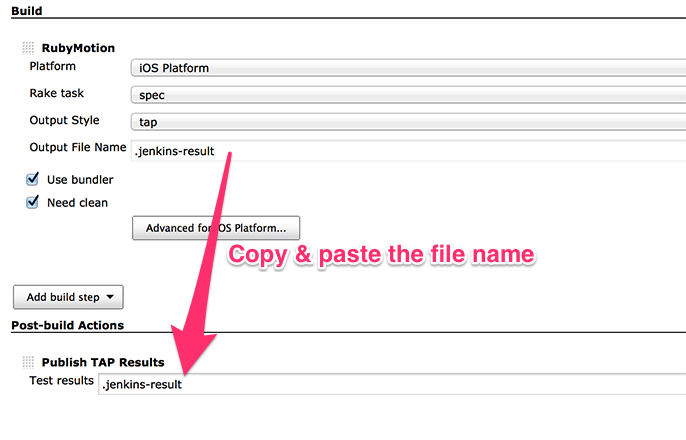 Build
RubyMotion
Platform iOS Platform
Rake task spec
Output Style tap
Output File Name .jenkins-result
Use bundler
Need clean
Advanced for iOS Platform...
Copy & paste the file name
Add build step
Post-build Actions
Publish TAP Results
Test results .jenkins-result